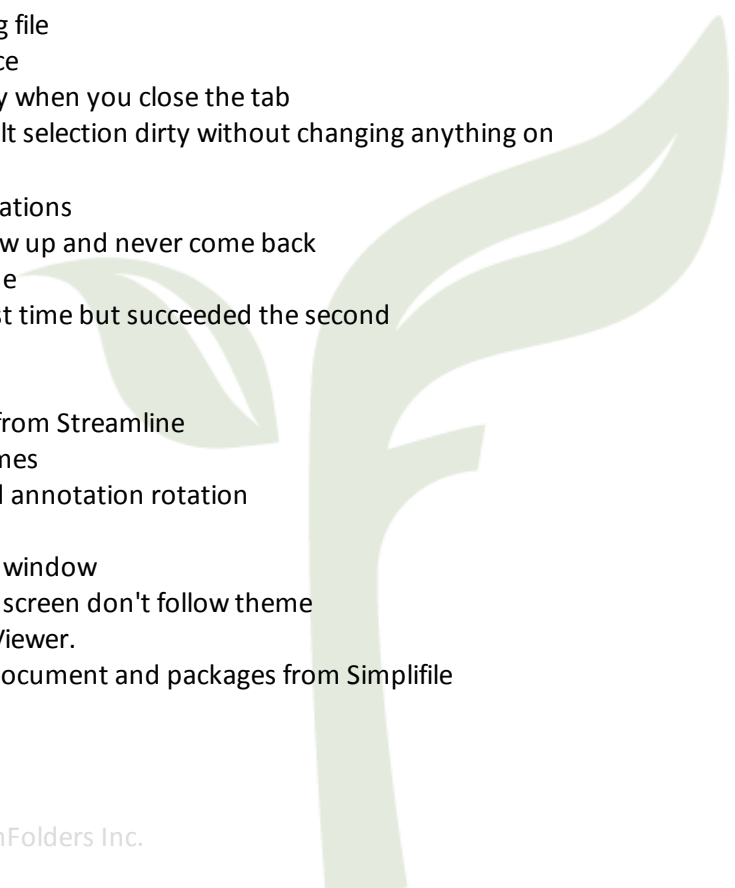 g file
ce
y when you close the tab
lt selection dirty without changing anything on
ations
w up and never come back
e
st time but succeeded the second
from Streamline
mes
d annotation rotation
window
screen don't follow theme
Viewer.
ocument and packages from Simplifile
nFolders Inc.